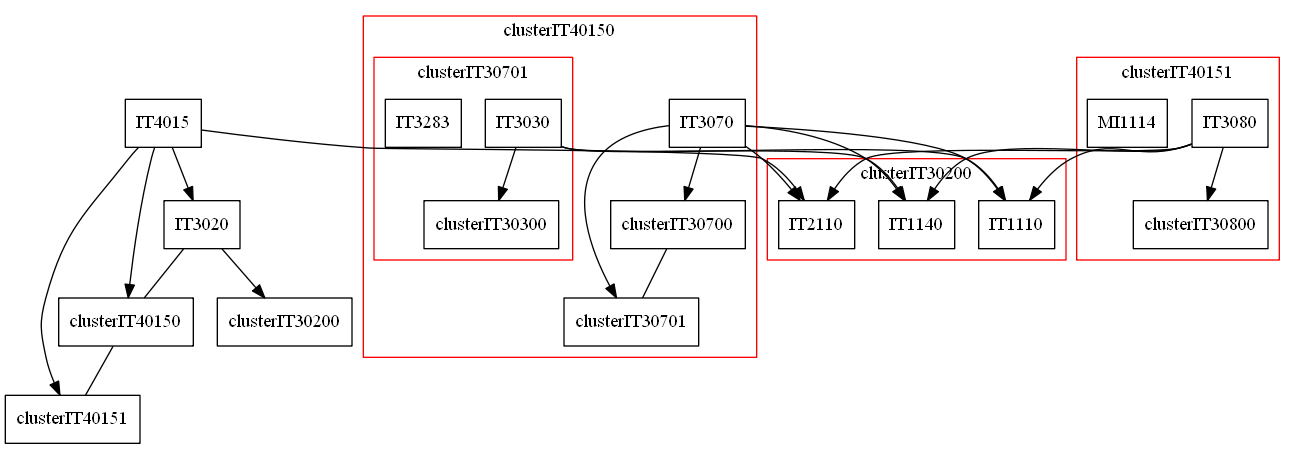 clusterIT40150
clusterIT30701
clusterIT40151
IT4015
IT3283
IT3030
IT3070
MI1114
IT3080
clusterIT30200
IT3020
clusterIT30300
clusterIT30700
IT2110
IT1140
IT1110
clusterIT30800
clusterIT40150
clusterIT30200
clusterIT30701
clusterIT40151